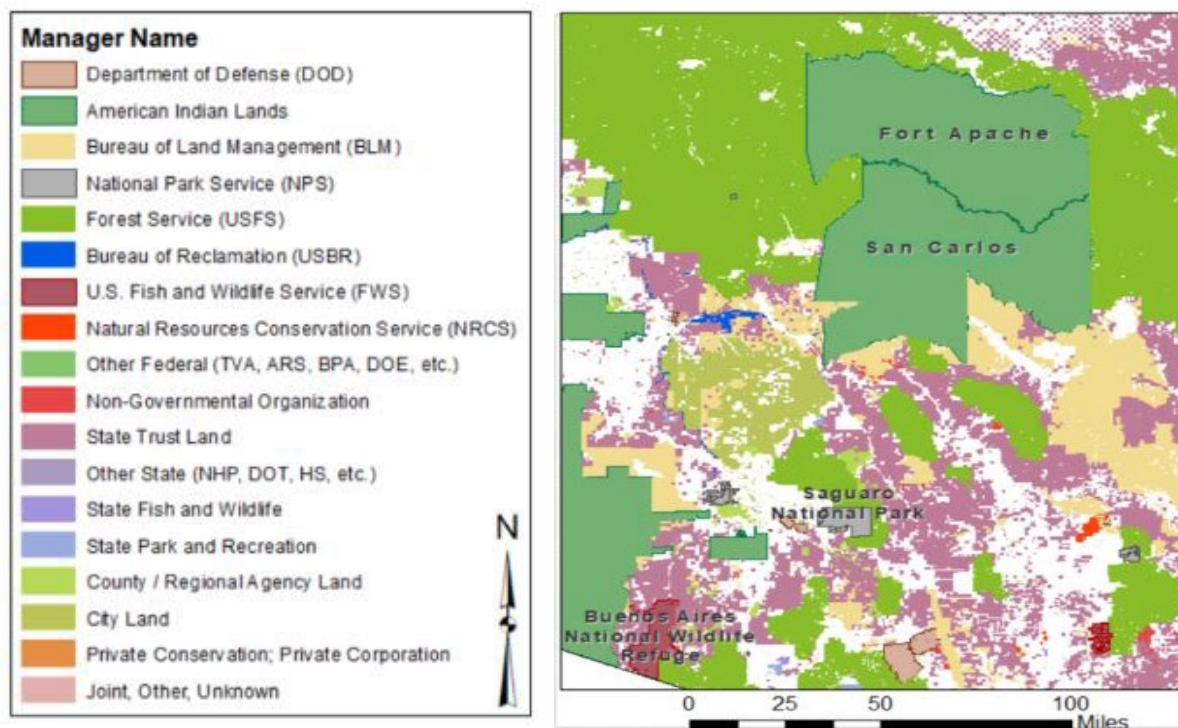 Manager Name
Department of Defense (DOD)
American Indian Lands
Bureau of Land Management (BLM)
National Park Service (NPS)
Forest Service (USFS)
Bureau of Reclamation (USBR)
U.S. Fish and Wildlife Service (FWS)
Natural Resources Conservation Service (NRCS)
Other Federal (TVA, ARS, BPA, DOE, etc.)
Non-Governmental Organization
State Trust Land
Other State (NHP, DOT, HS, etc.)
State Fish and Wildlife
State Park and Recreation
County / Regional Agency Land
City Land
Private Conservation; Private Corporation
Joint, Other, Unknown
N
Fort Apache
San Carlos
Saguaro
National Park
Buenos Aires
National Wildlife
Refuge
0 25 50 100
Miles